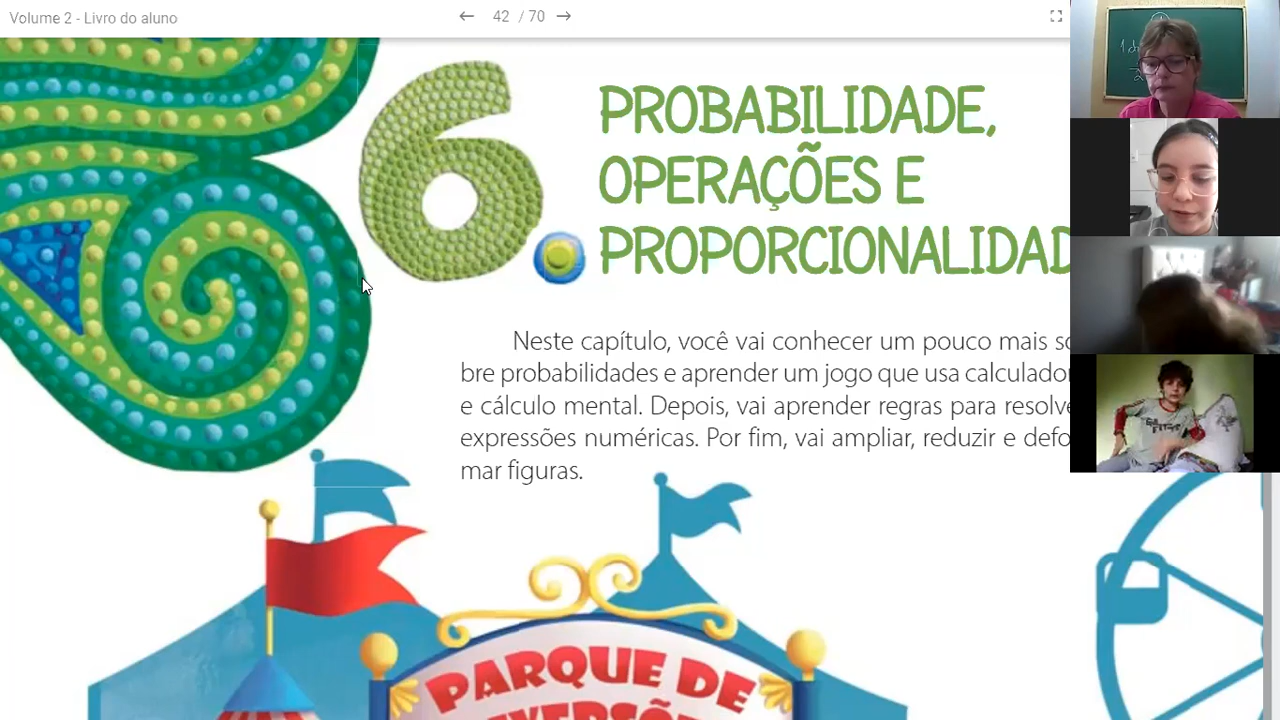 Volume 2 - Livro do aluno
42 / 70
6.
PROBABILIDADE,
OPERAÇÕES E
PROPORCIONALIDAD
Neste capítulo, você vai conhecer um pouco mais so
bre probabilidades e aprender um jogo que usa calculador
e cálculo mental. Depois, vai aprender regras para resolve
expressões numéricas. Por fim, vai ampliar, reduzir e defo
mar figuras.
PARQUE DE